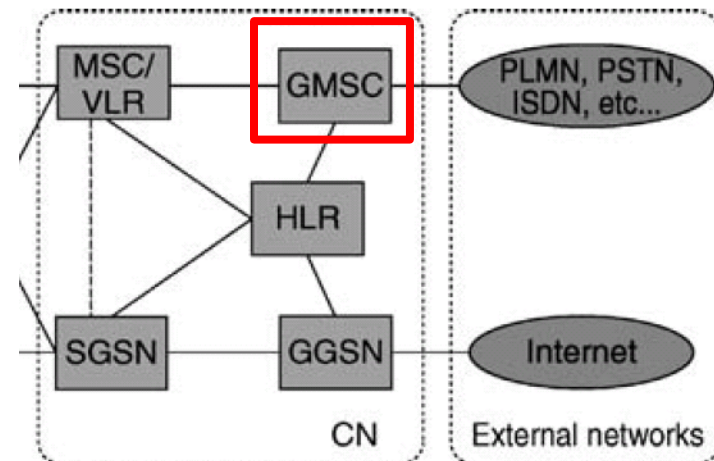 MSC/
VLR
GMSC
PLMN, PSTN,
ISDN, etc...
HLR
SGSN
GGSN
Internet
CN
External networks